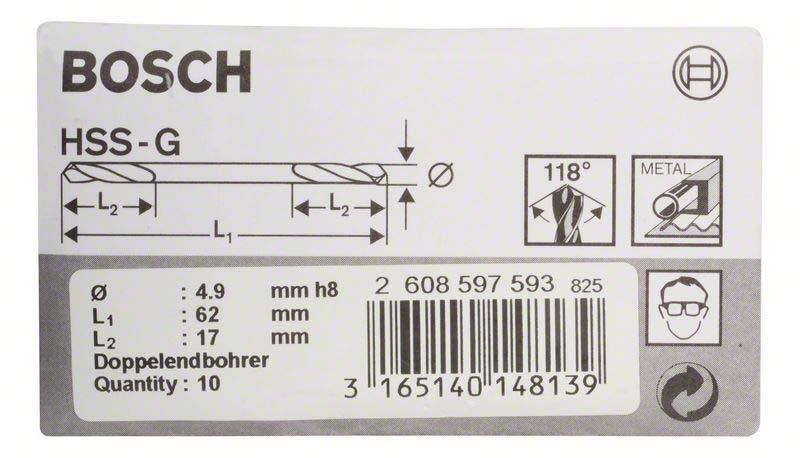 BOSCH
HSS-G
Ø
L2
L2
L1
118°
METAL
Ø : 4.9 mm h8
L1 : 62 mm
L2 : 17 mm
Doppelendbohrer
Quantity : 10
2 608 597 593 825
3 165140 148139